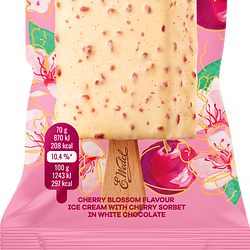 70 g
870 kJ
208 kcal
10,4 %*
100 g
1243 kJ
297 kcal
E. Wedel
CHERRY BLOSSOM FLAVOUR
ICE CREAM WITH CHERRY SORBET
IN WHITE CHOCOLATE